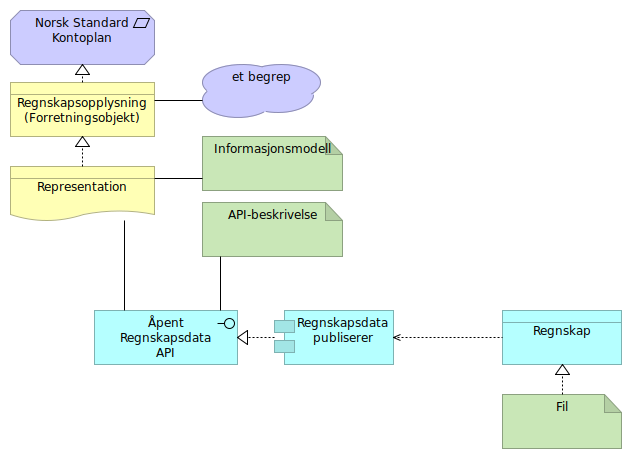 Norsk Standard
Kontoplan
et begrep
Regnskapsopplysning
(Forretningsobjekt)
Informasjonsmodell
Representation
API-beskrivelse
Åpent
Regnskapsdata
API
Regnskapsdata
publiserer
Regnskap
Fil